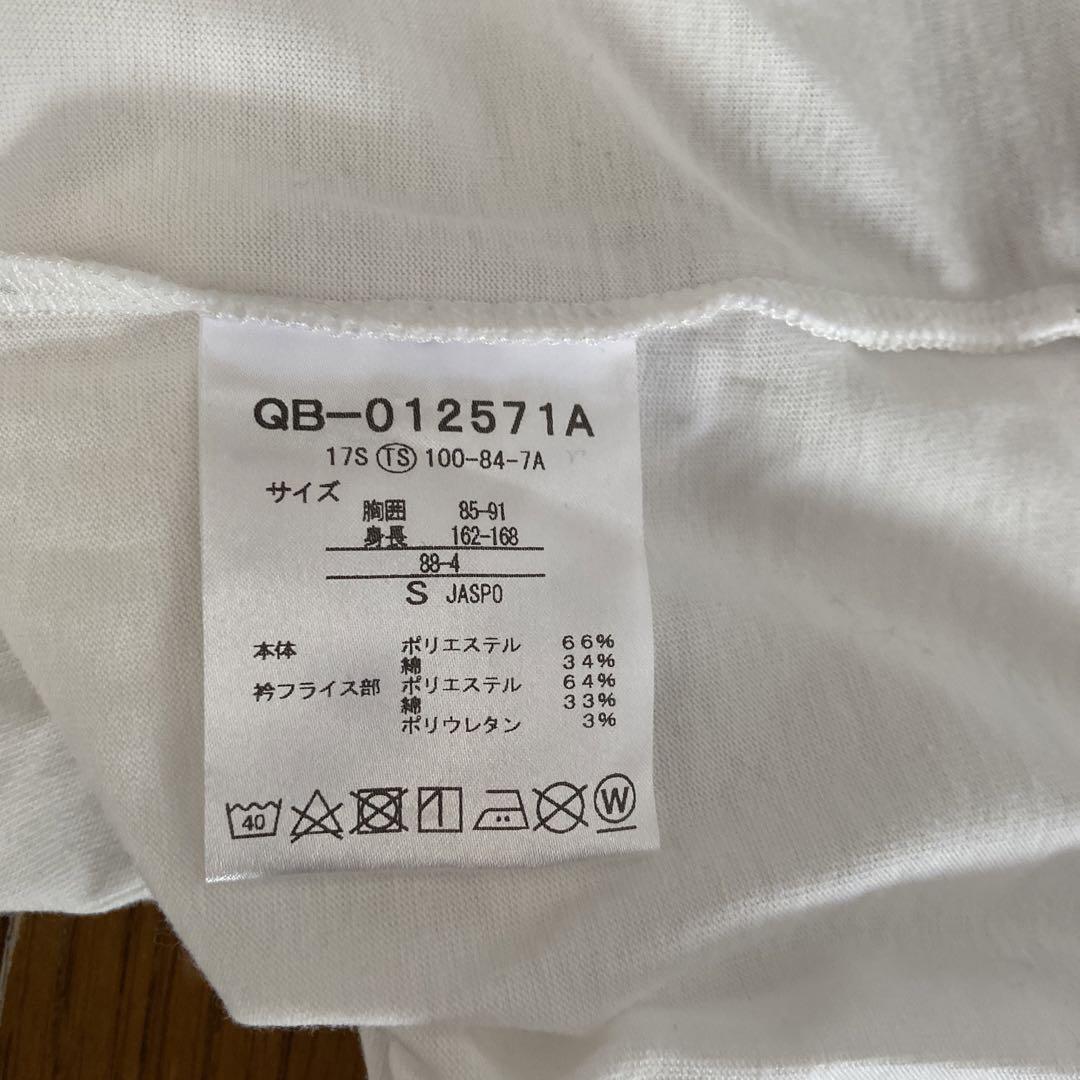 QB-012571A
17S TS 100-84-7A
サイズ
胸囲 85-91
身長 162-168
88-4
S JASPO
本体 ポリエステル 66%
綿 34%
衿フライス部 ポリエステル 64%
綿 33%
ポリウレタン 3%
40 W